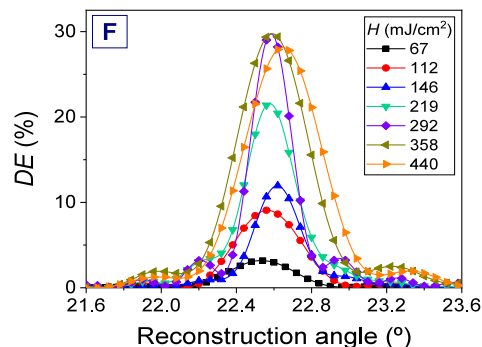 F
H (mJ/cm²)
67
112
146
219
292
358
440
30
20
10
0
DE (%)
21.6 22.0 22.4 22.8 23.2 23.6
Reconstruction angle (º)